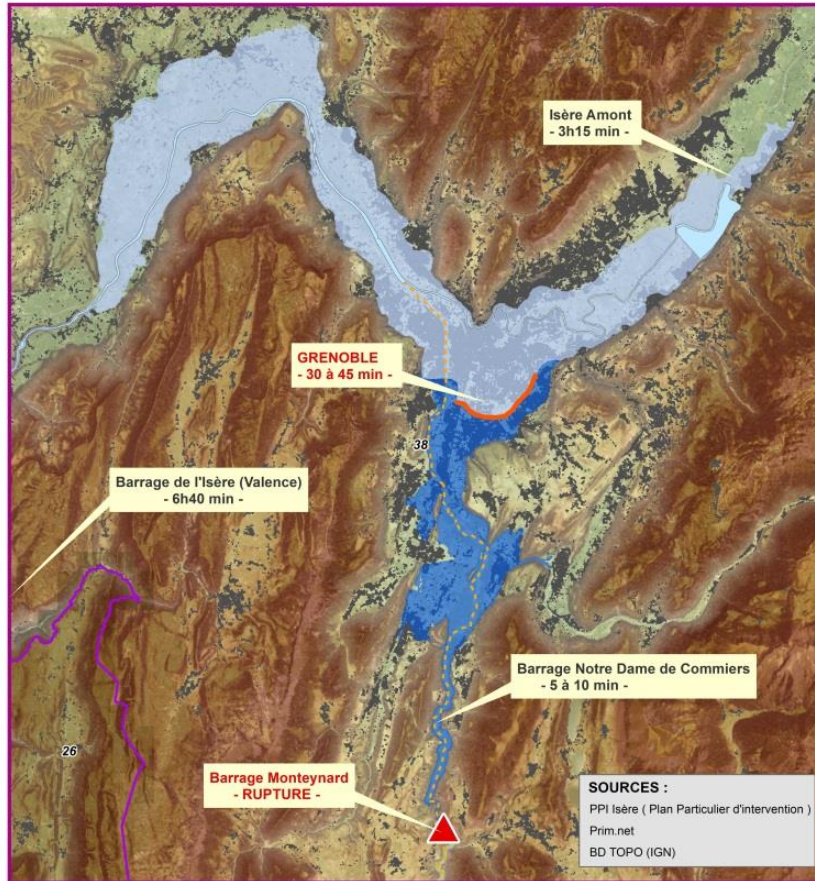 Isère Amont
- 3h15 min -
GRENOBLE
- 30 à 45 min -
38
Barrage de l'Isère (Valence)
- 6h40 min -
Barrage Notre Dame de Commiers
- 5 à 10 min -
26
Barrage Monteynard
- RUPTURE -
SOURCES :
PPI Isère ( Plan Particulier d'intervention )
Prim.net
BD TOPO (IGN)